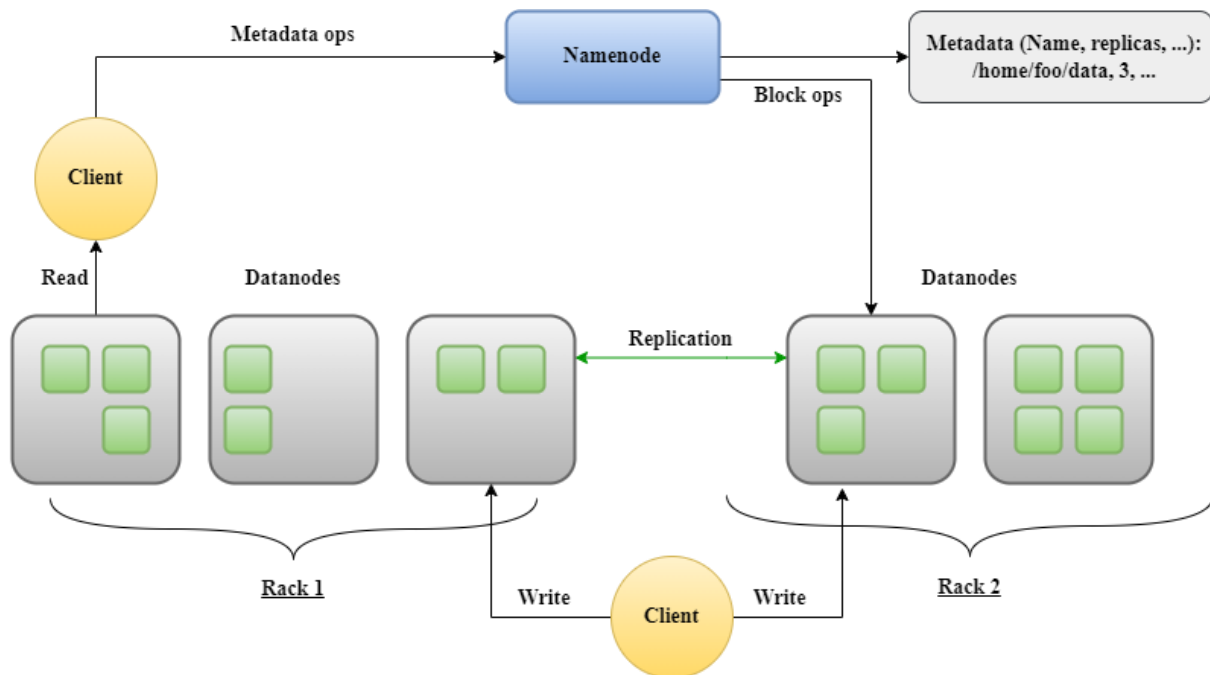 Metadata ops
Namenode
Metadata (Name, replicas, ...):
/home/foo/data, 3, ...
Block ops
Client
Read
Datanodes
Datanodes
Replication
Rack 1
Rack 2
Write
Client
Write